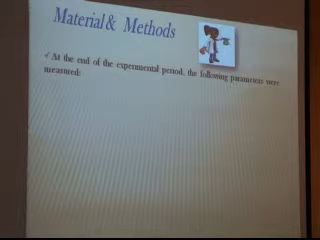 Material & Methods
✓ At the end of the experimental period, the following parameters were
measured: